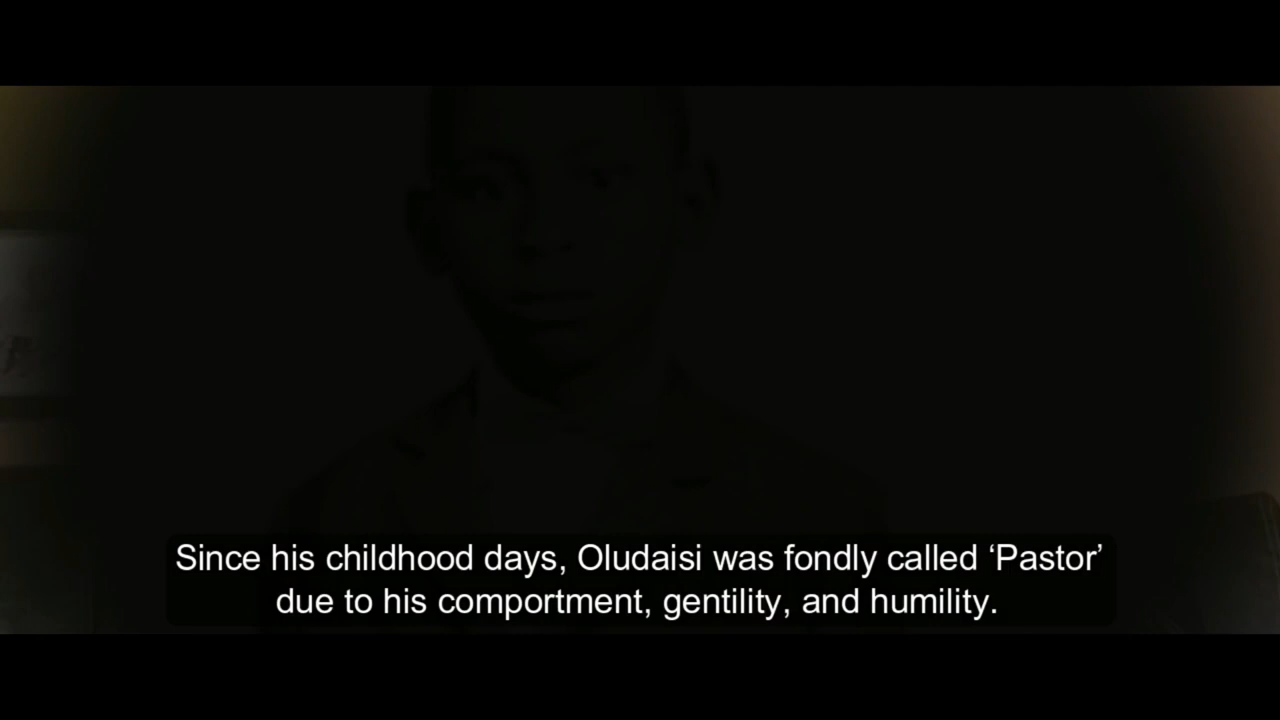 Since his childhood days, Oludaisi was fondly called ‘Pastor’
due to his comportment, gentility, and humility.